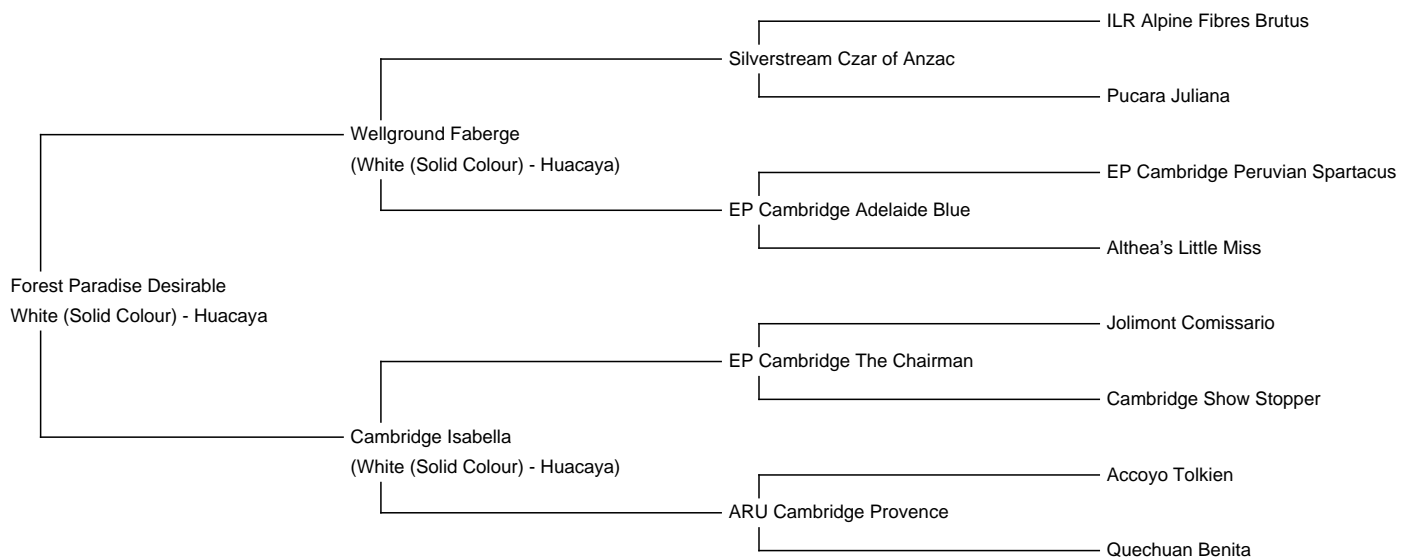 ILR Alpine Fibres Brutus
Silverstream Czar of Anzac
Pucara Juliana
Wellground Faberge
(White (Solid Colour) - Huacaya)
EP Cambridge Peruvian Spartacus
EP Cambridge Adelaide Blue
Althea's Little Miss
Forest Paradise Desirable
White (Solid Colour) - Huacaya
Jolimont Comissario
EP Cambridge The Chairman
Cambridge Show Stopper
Cambridge Isabella
(White (Solid Colour) - Huacaya)
Accoyo Tolkien
ARU Cambridge Provence
Quechuan Benita